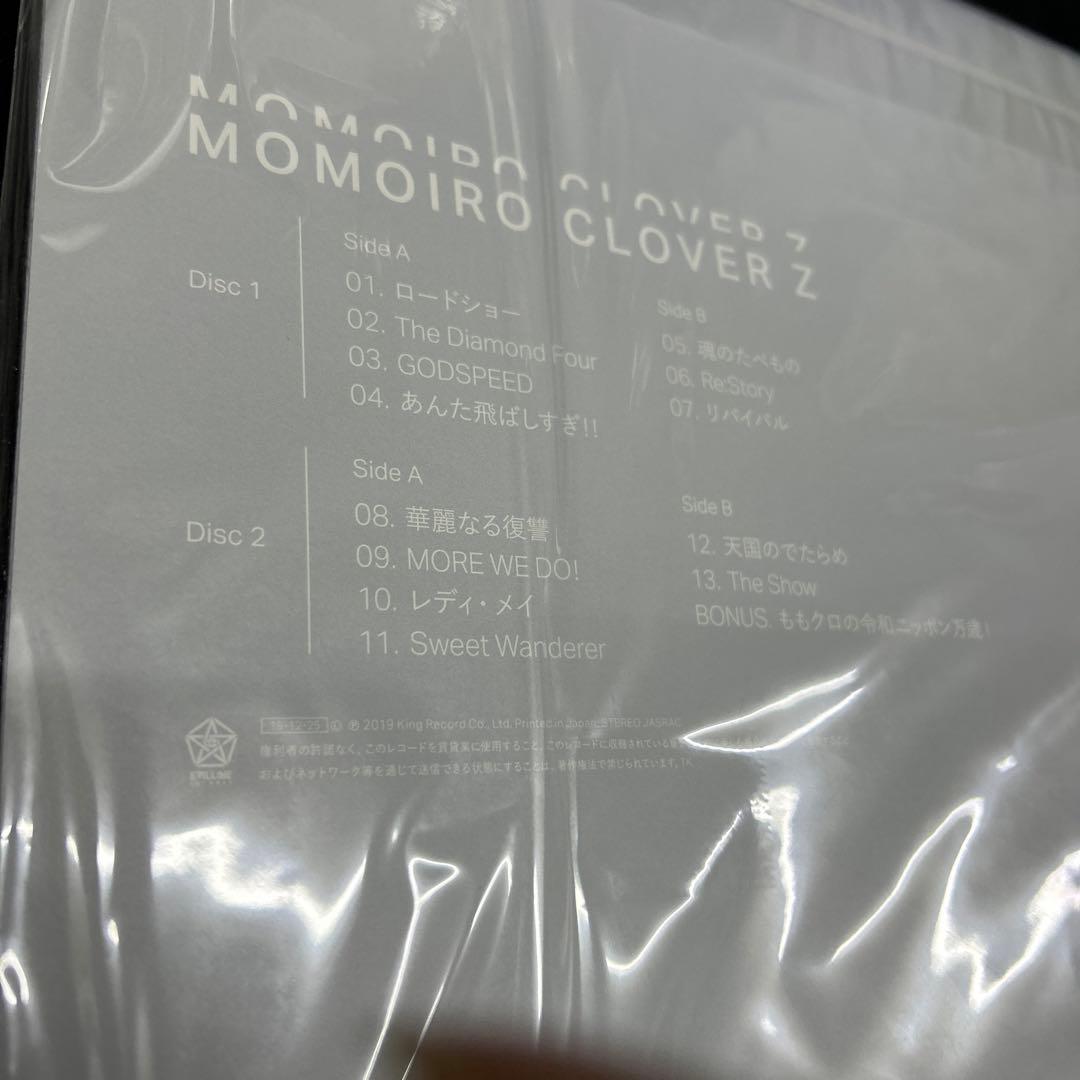 MOMOIRO CLOVER Z
MOMOIRO CLOVER Z
Disc 1
Side A
01. ロードショー
02. The Diamond Four
03. GODSPEED
04. あんた飛ばしすぎ!!
Side B
05. 魂のたべもの
06. Re:Story
07. リバイバル
Disc 2
Side A
08. 華麗なる復讐
09. MORE WE DO!
10. レディ・メイ
11. Sweet Wanderer
Side B
12. 天国のでたらめ
13. The Show
BONUS. ももクロの令和ニッポン万歳!
19·12·25 Ⓒ Ⓟ 2019 King Record Co., Ltd. Printed in Japan. STEREO JASRAC
権利者の許諾なく、このレコードを賃貸業に使用すること、このレコードに収録されている
およびネットワーク等を通じて送信できる状態にすることは、著作権法で禁じられています。TK
EVILLINE